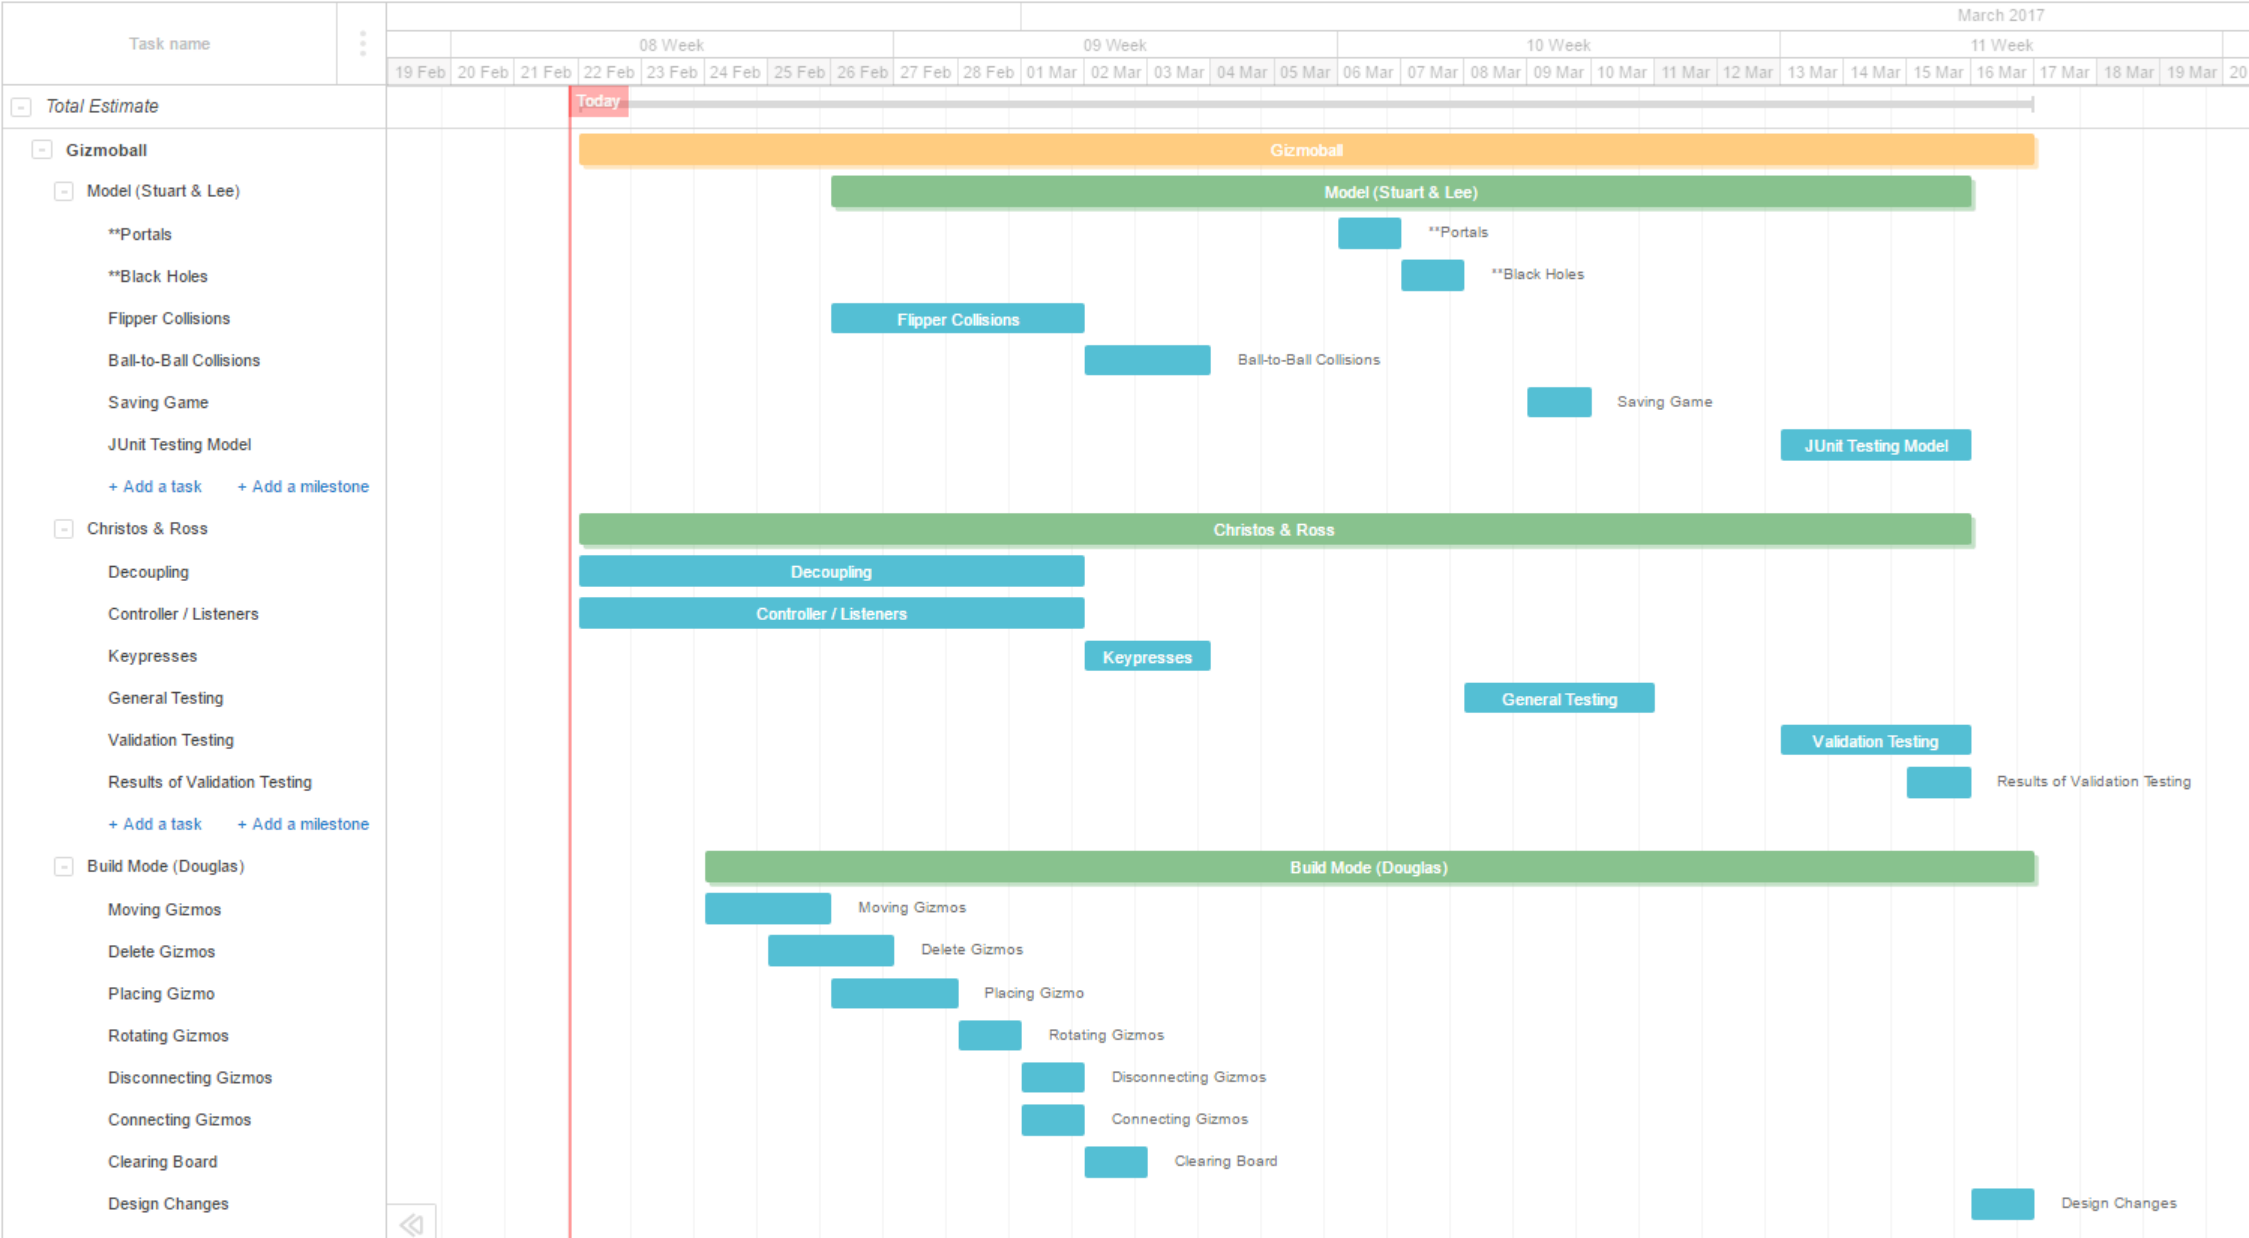 March 2017
Task name
08 Week 09 Week 10 Week 11 Week
19 Feb 20 Feb 21 Feb 22 Feb 23 Feb 24 Feb 25 Feb 26 Feb 27 Feb 28 Feb 01 Mar 02 Mar 03 Mar 04 Mar 05 Mar 06 Mar 07 Mar 08 Mar 09 Mar 10 Mar 11 Mar 12 Mar 13 Mar 14 Mar 15 Mar 16 Mar 17 Mar 18 Mar 19 Mar 20
Total Estimate Today
Gizmoball Gizmoball
Model (Stuart & Lee) Model (Stuart & Lee)
**Portals **Portals
**Black Holes **Black Holes
Flipper Collisions Flipper Collisions
Ball-to-Ball Collisions Ball-to-Ball Collisions
Saving Game Saving Game
JUnit Testing Model JUnit Testing Model
+ Add a task + Add a milestone
Christos & Ross Christos & Ross
Decoupling Decoupling
Controller / Listeners Controller / Listeners
Keypresses Keypresses
General Testing General Testing
Validation Testing Validation Testing
Results of Validation Testing Results of Validation Testing
+ Add a task + Add a milestone
Build Mode (Douglas) Build Mode (Douglas)
Moving Gizmos Moving Gizmos
Delete Gizmos Delete Gizmos
Placing Gizmo Placing Gizmo
Rotating Gizmos Rotating Gizmos
Disconnecting Gizmos Disconnecting Gizmos
Connecting Gizmos Connecting Gizmos
Clearing Board Clearing Board
Design Changes Design Changes